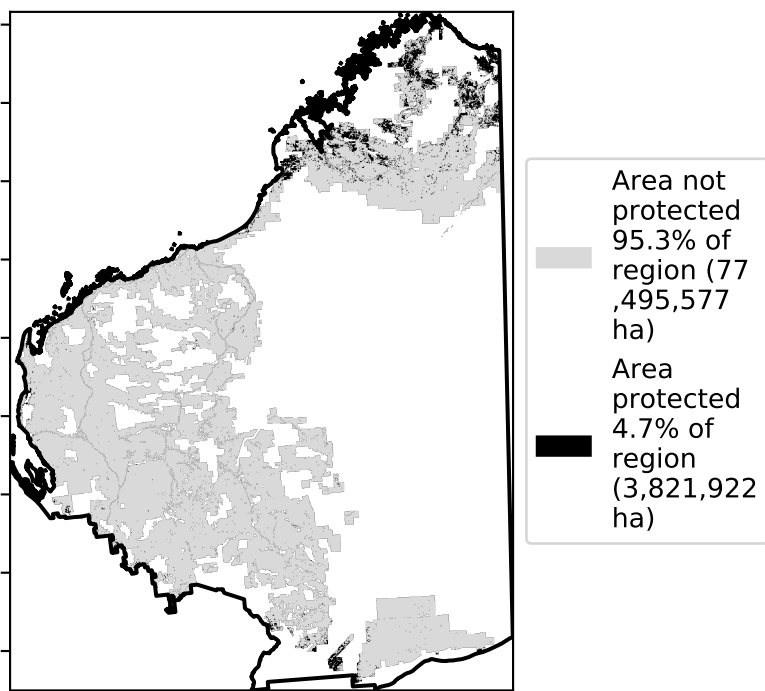 Area not
protected
95.3% of
region (77
,495,577
ha)
Area
protected
4.7% of
region
(3,821,922
ha)